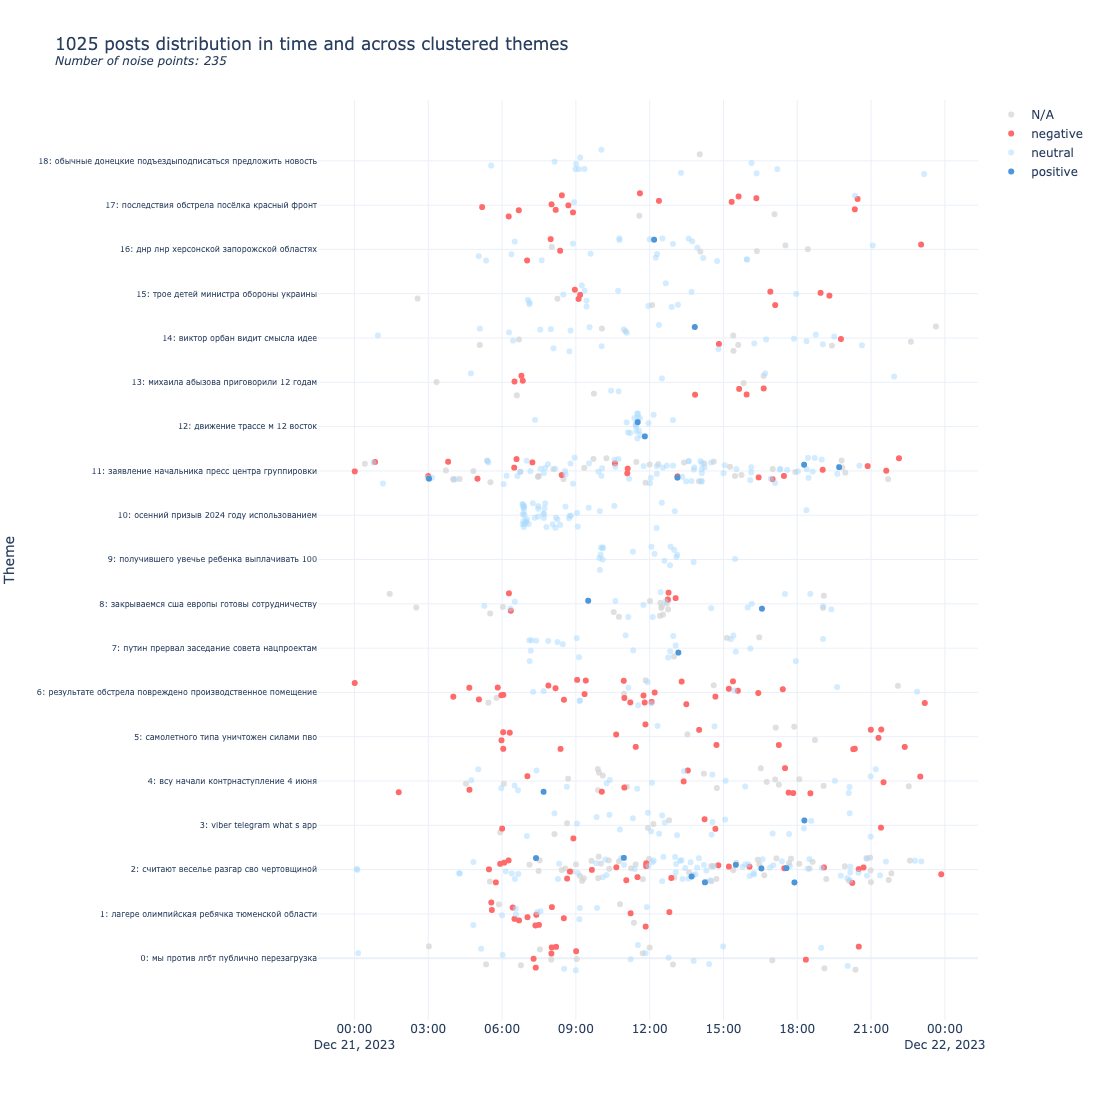 1025 posts distribution in time and across clustered themes
Number of noise points: 235
N/A
negative
neutral
positive
Theme
18: обычные донецкие подъездыподписаться предложить новость
17: последствия обстрела посёлка красный фронт
16: днр лнр херсонской запорожской областях
15: трое детей министра обороны украины
14: виктор орбан видит смысла идее
13: михаила абызова приговорили 12 годам
12: движение трассе м 12 восток
11: заявление начальника пресс центра группировки
10: осенний призыв 2024 году использованием
9: получившего увечье ребенка выплачивать 100
8: закрываемся сша европы готовы сотрудничеству
7: путин прервал заседание совета нацпроектам
6: результате обстрела повреждено производственное помещение
5: самолетного типа уничтожен силами пво
4: всу начали контрнаступление 4 июня
3: viber telegram what s app
2: считают веселье разгар сво чертовщиной
1: лагере олимпийская ребячка тюменской области
0: мы против лгбт публично перезагрузка
00:00 03:00 06:00 09:00 12:00 15:00 18:00 21:00 00:00
Dec 21, 2023 Dec 22, 2023